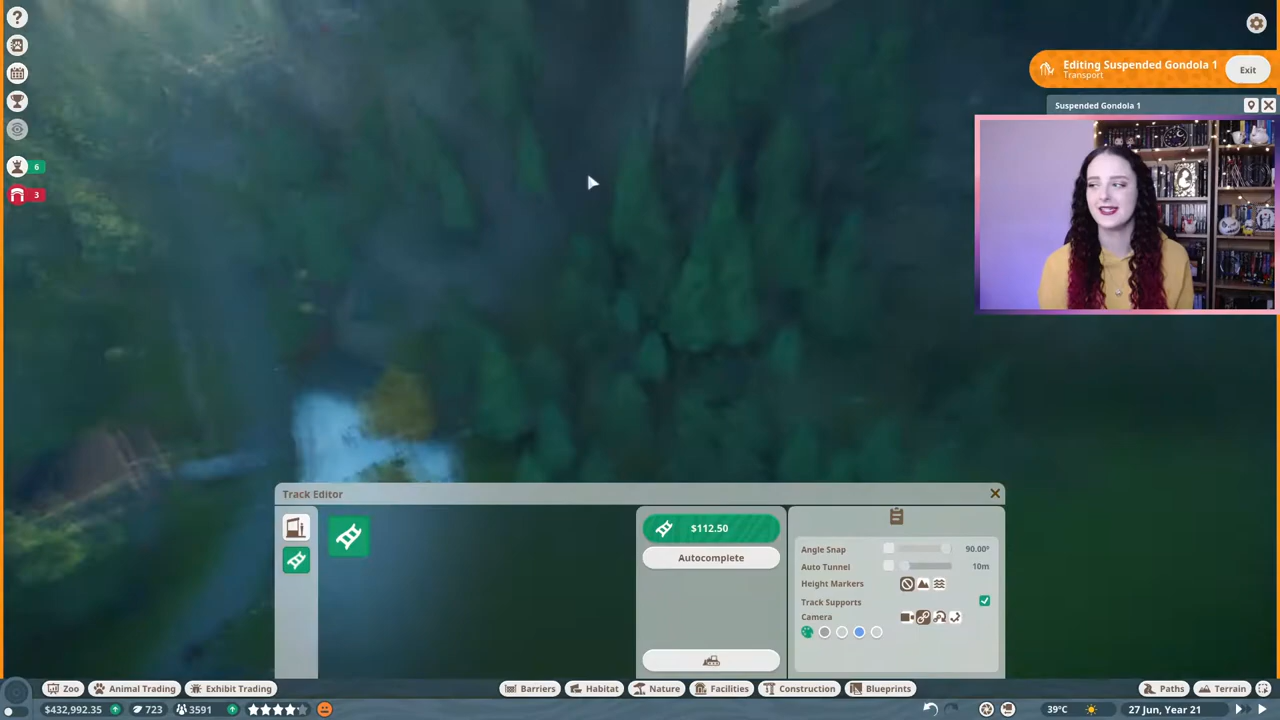 Editing Suspended Gondola 1
Transport
Exit
Suspended Gondola 1
6
3
Track Editor
$112.50
Autocomplete
Angle Snap
90.00°
Auto Tunnel
10m
Height Markers
Track Supports
Camera
Zoo
Animal Trading
Exhibit Trading
Barriers
Habitat
Nature
Facilities
Construction
Blueprints
Paths
Terrain
$432,992.35
723
3591
39°C
27 Jun, Year 21